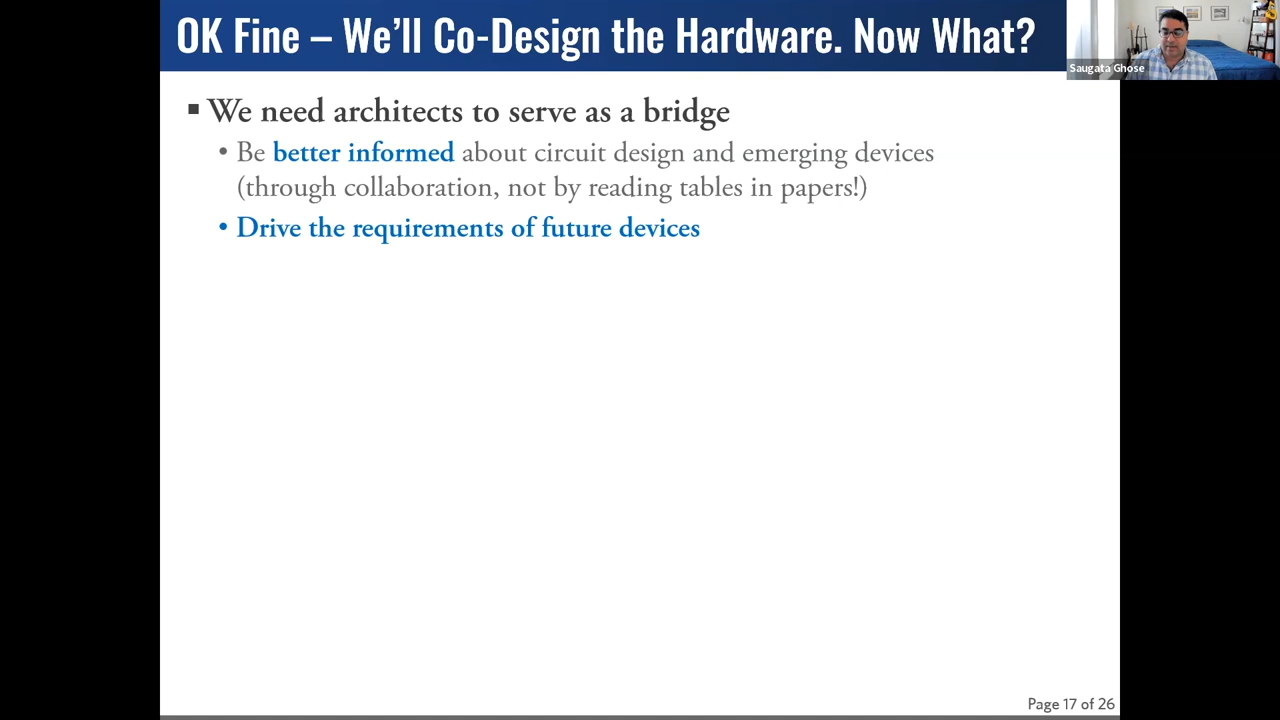 OK Fine – We’ll Co-Design the Hardware. Now What?
Saugata Ghose
▪ We need architects to serve as a bridge
• Be better informed about circuit design and emerging devices
(through collaboration, not by reading tables in papers!)
• Drive the requirements of future devices
Page 17 of 26